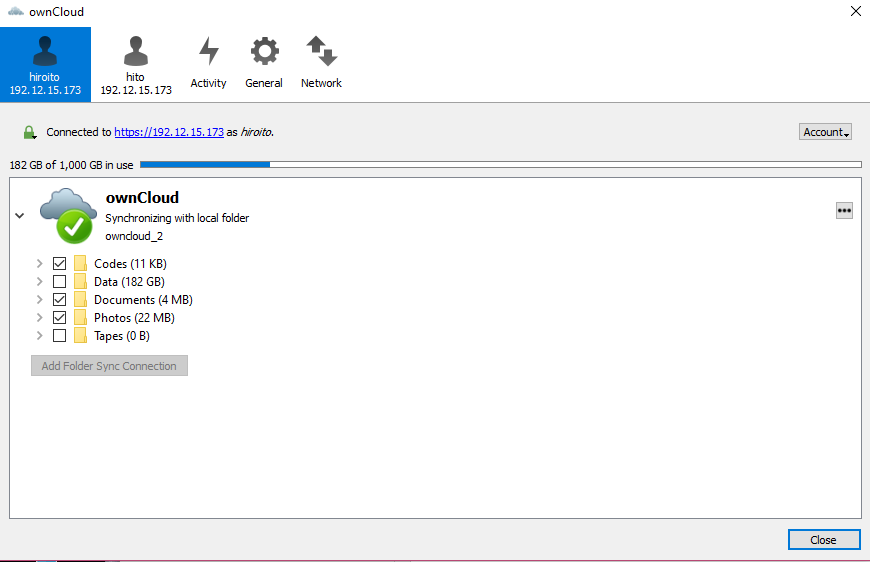 ownCloud
hiroito
192.12.15.173
hito
192.12.15.173
Activity
General
Network
Connected to https://192.12.15.173 as hiroito.
Account
182 GB of 1,000 GB in use
ownCloud
Synchronizing with local folder
owncloud_2
Codes (11 KB)
Data (182 GB)
Documents (4 MB)
Photos (22 MB)
Tapes (0 B)
Add Folder Sync Connection
Close